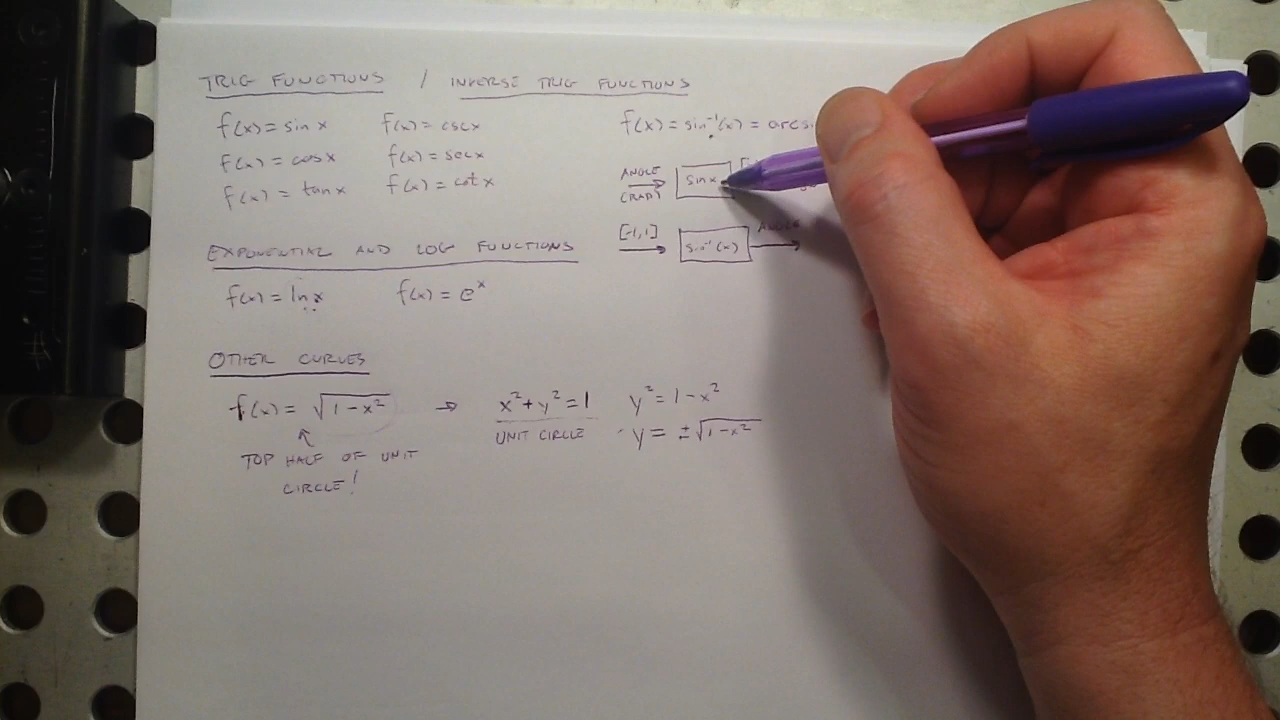 TRIG FUNCTIONS / INVERSE TRIG FUNCTIONS
f(x) = sin x f(x) = csc x
f(x) = cos x f(x) = sec x
f(x) = tan x f(x) = cot x
f(x) = sin⁻¹(x) = arcsi
ANGLE
(RAD)
sin x
[-1,1]
sin⁻¹(x)
ANGLE
EXPONENTIAL AND LOG FUNCTIONS
f(x) = ln x f(x) = e^x
OTHER CURVES
f(x) = √(1-x²) → x²+y²=1 y² = 1-x²
UNIT CIRCLE y = ±√(1-x²)
TOP HALF OF UNIT
CIRCLE!